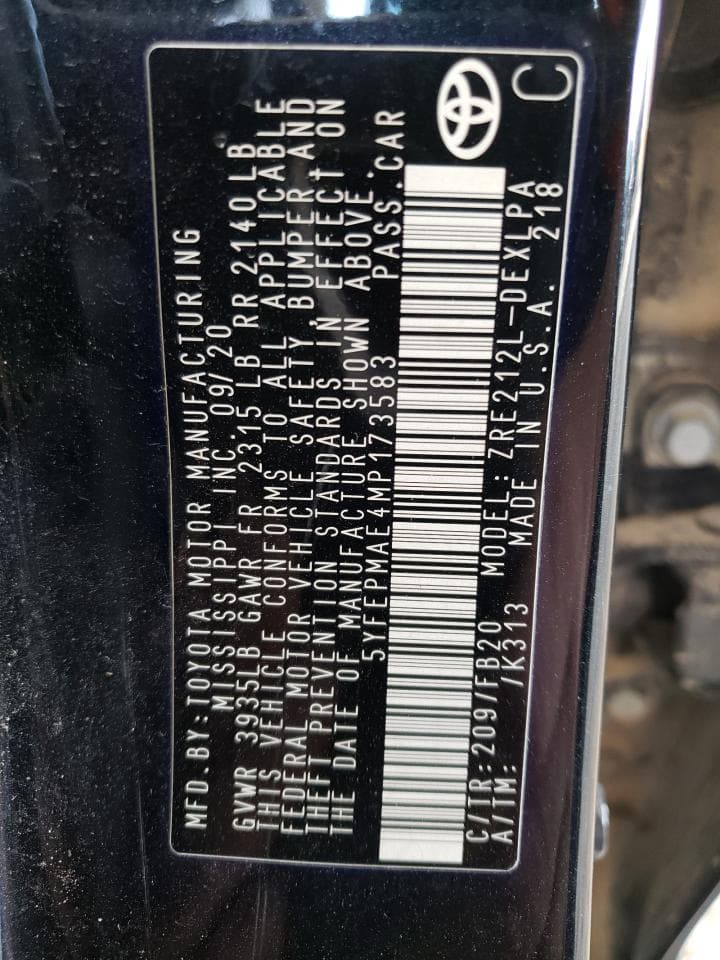 MFD.BY:TOYOTA MOTOR MANUFACTURING
MISSISSIPPI INC. 09/20
GVWR 3935LB GAWR FR 2315 LB RR 2140 LB
THIS VEHICLE CONFORMS TO ALL APPLICABLE
FEDERAL MOTOR VEHICLE SAFETY, BUMPER AND
THEFT PREVENTION STANDARDS IN EFFECT ON
THE DATE OF MANUFACTURE SHOWN ABOVE.
5YFEPMAE4MP173583 PASS.CAR
C/TR:209/FB20 MODEL:ZRE212L-DEXLPA
A/TM: /K313 MADE IN U.S.A. 218
C